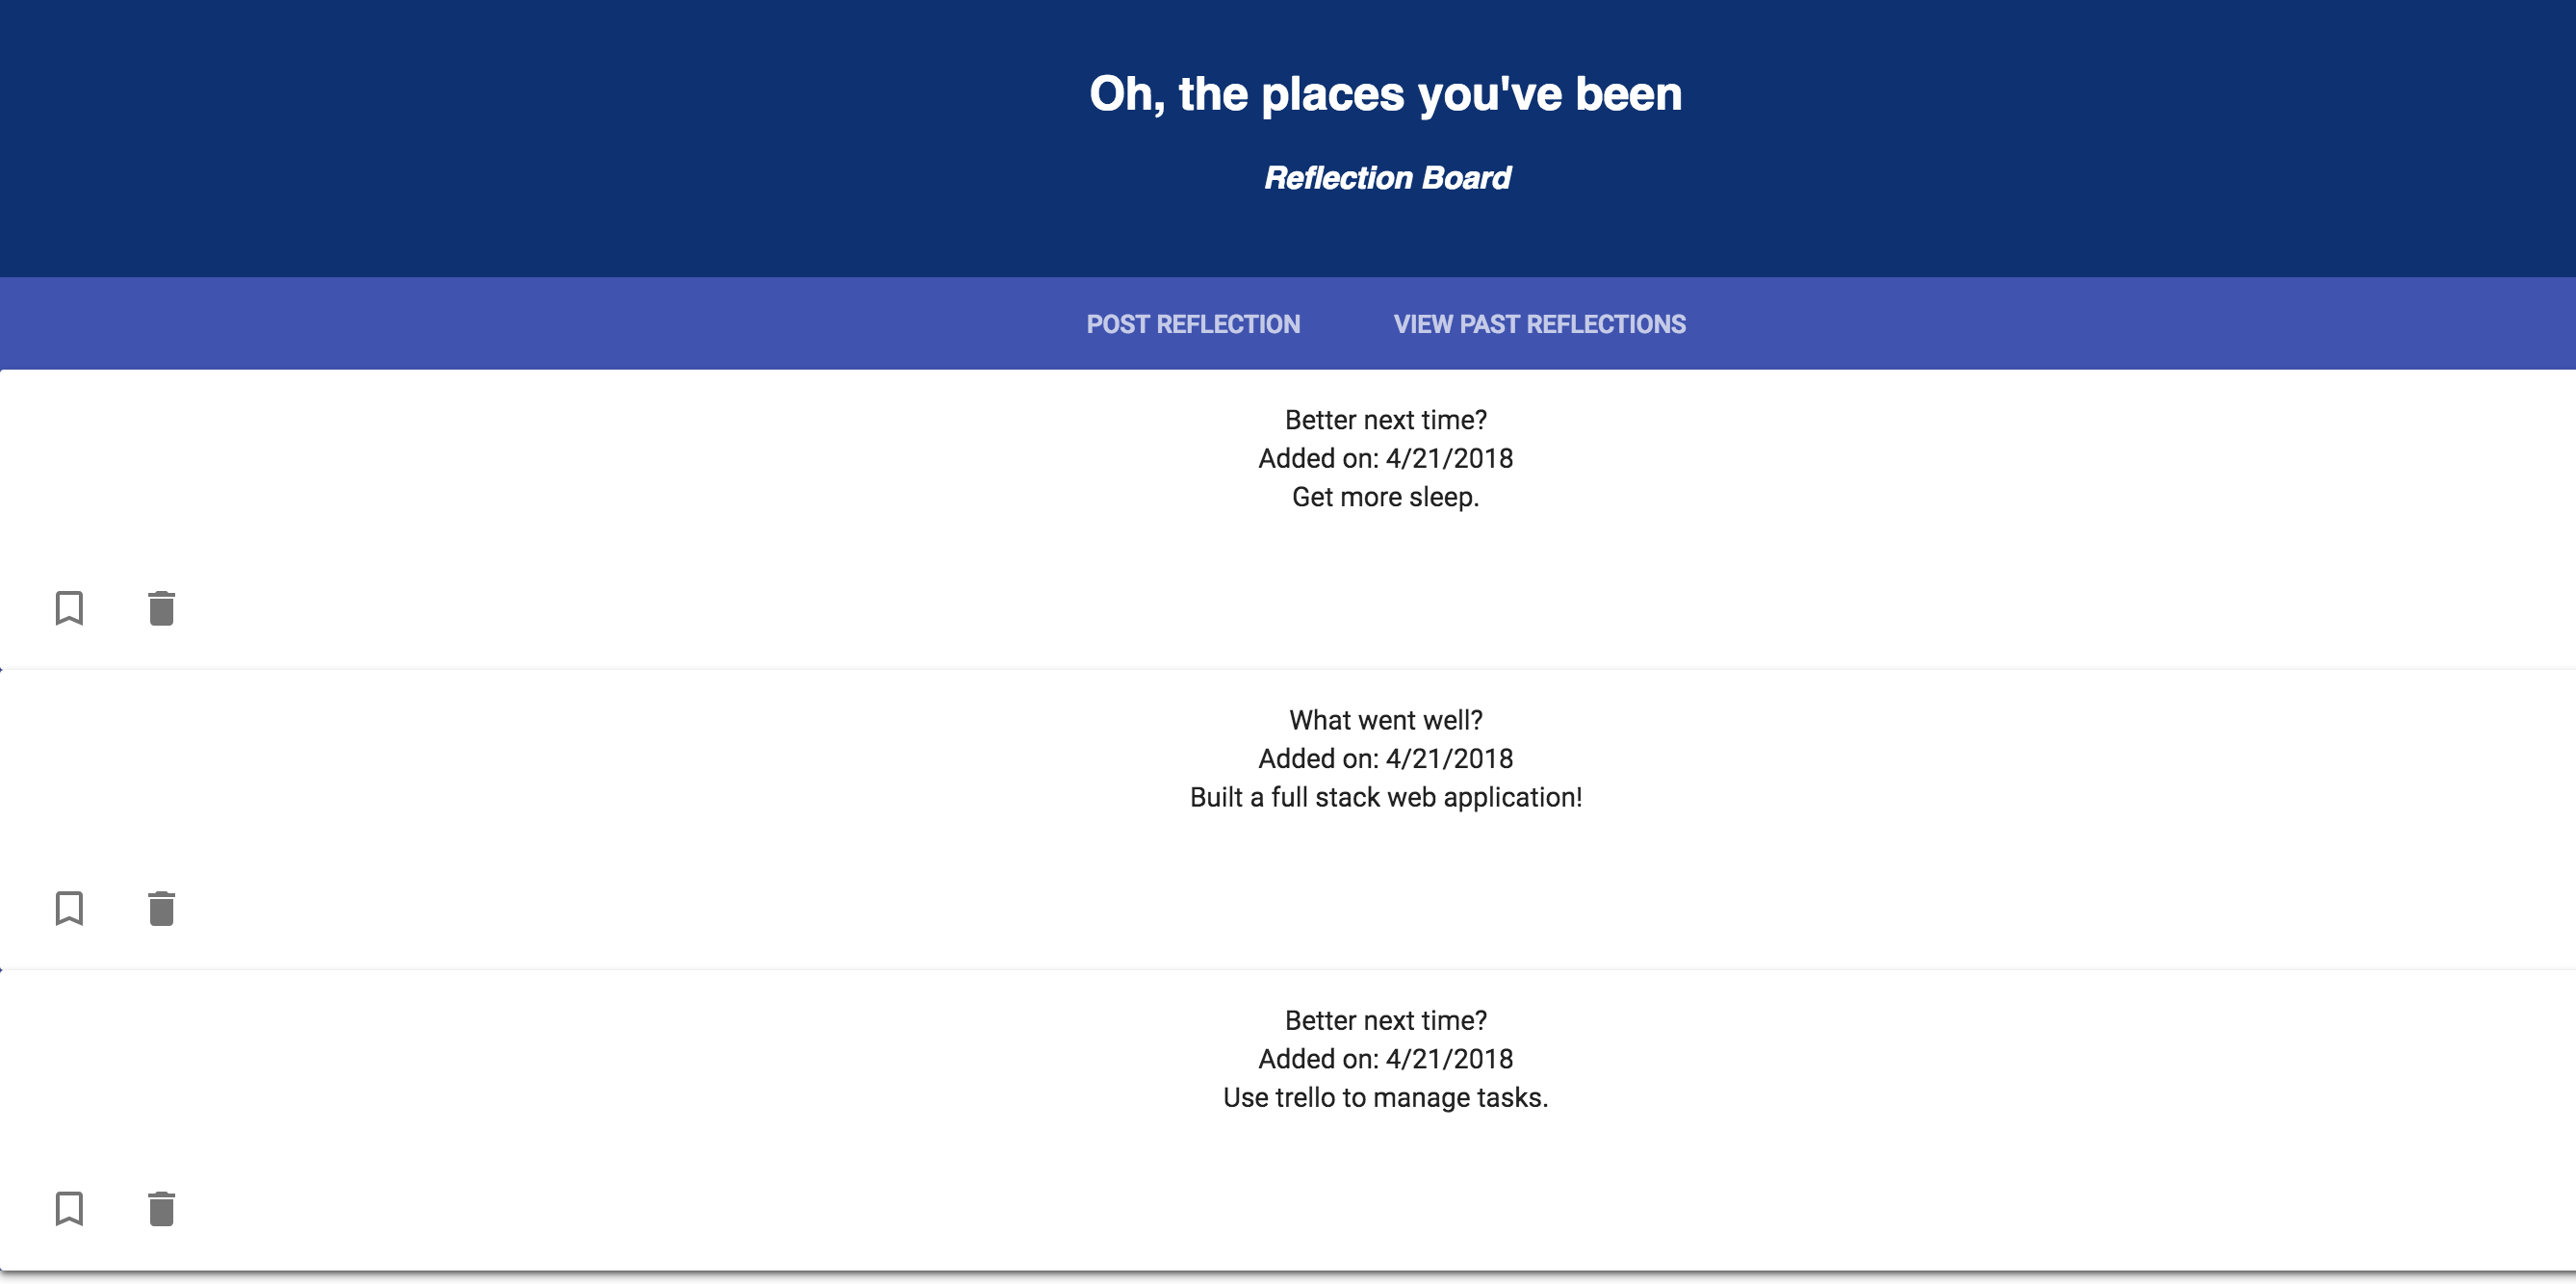 Oh, the places you've been
Reflection Board
POST REFLECTION VIEW PAST REFLECTIONS
Better next time?
Added on: 4/21/2018
Get more sleep.
What went well?
Added on: 4/21/2018
Built a full stack web application!
Better next time?
Added on: 4/21/2018
Use trello to manage tasks.